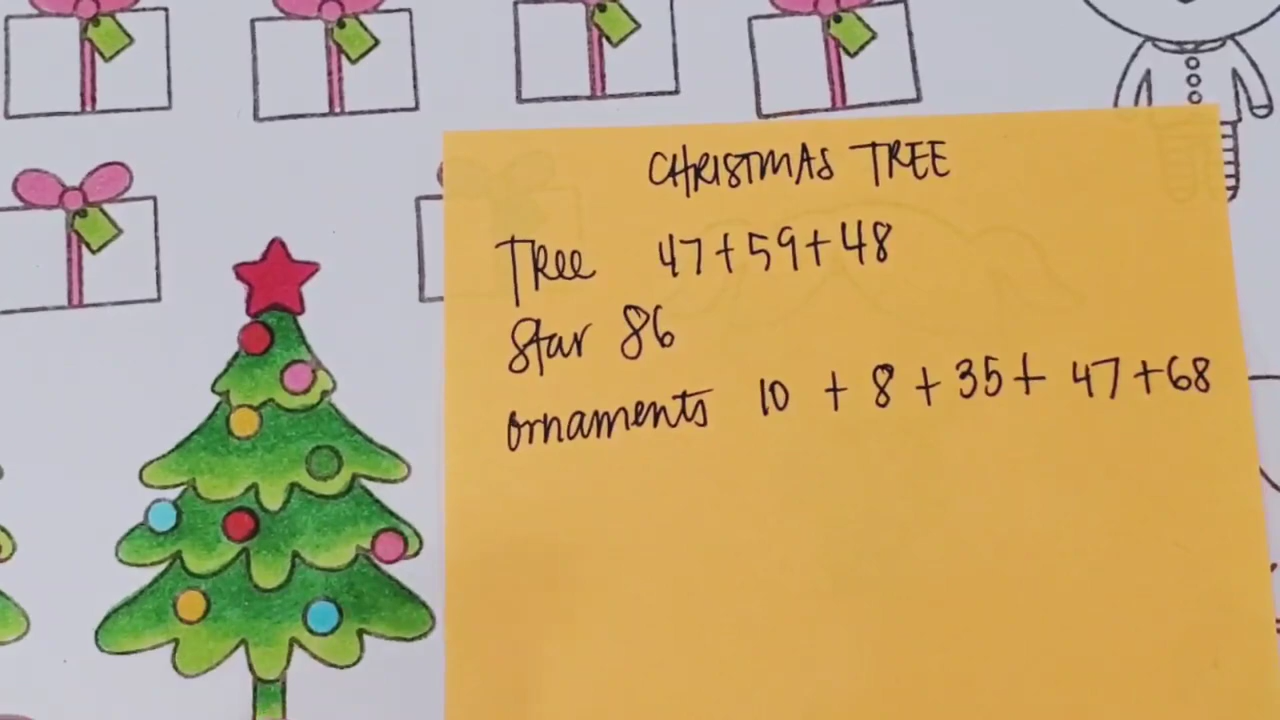 CHRISTMAS TREE
Tree 47+59+48
Star 86
ornaments 10 + 8 + 35 + 47 + 68